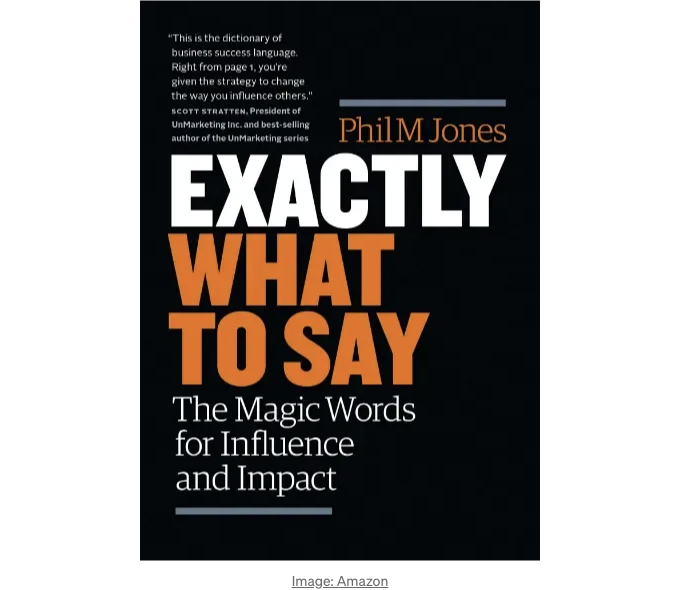 "This is the dictionary of
business success language.
Right from page 1, you're
given the strategy to change
the way you influence others."
SCOTT STRATTEN, President of
UnMarketing Inc. and best-selling
author of the UnMarketing series
Phil M Jones
EXACTLY
WHAT
TO SAY
The Magic Words
for Influence
and Impact
Image: Amazon